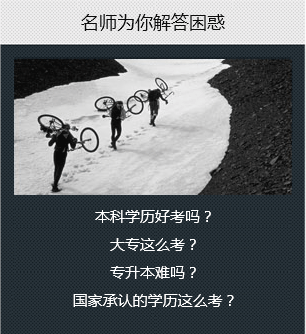 名师为你解答困惑
本科学历好考吗？
大专这么考？
专升本难吗？
国家承认的学历这么考？